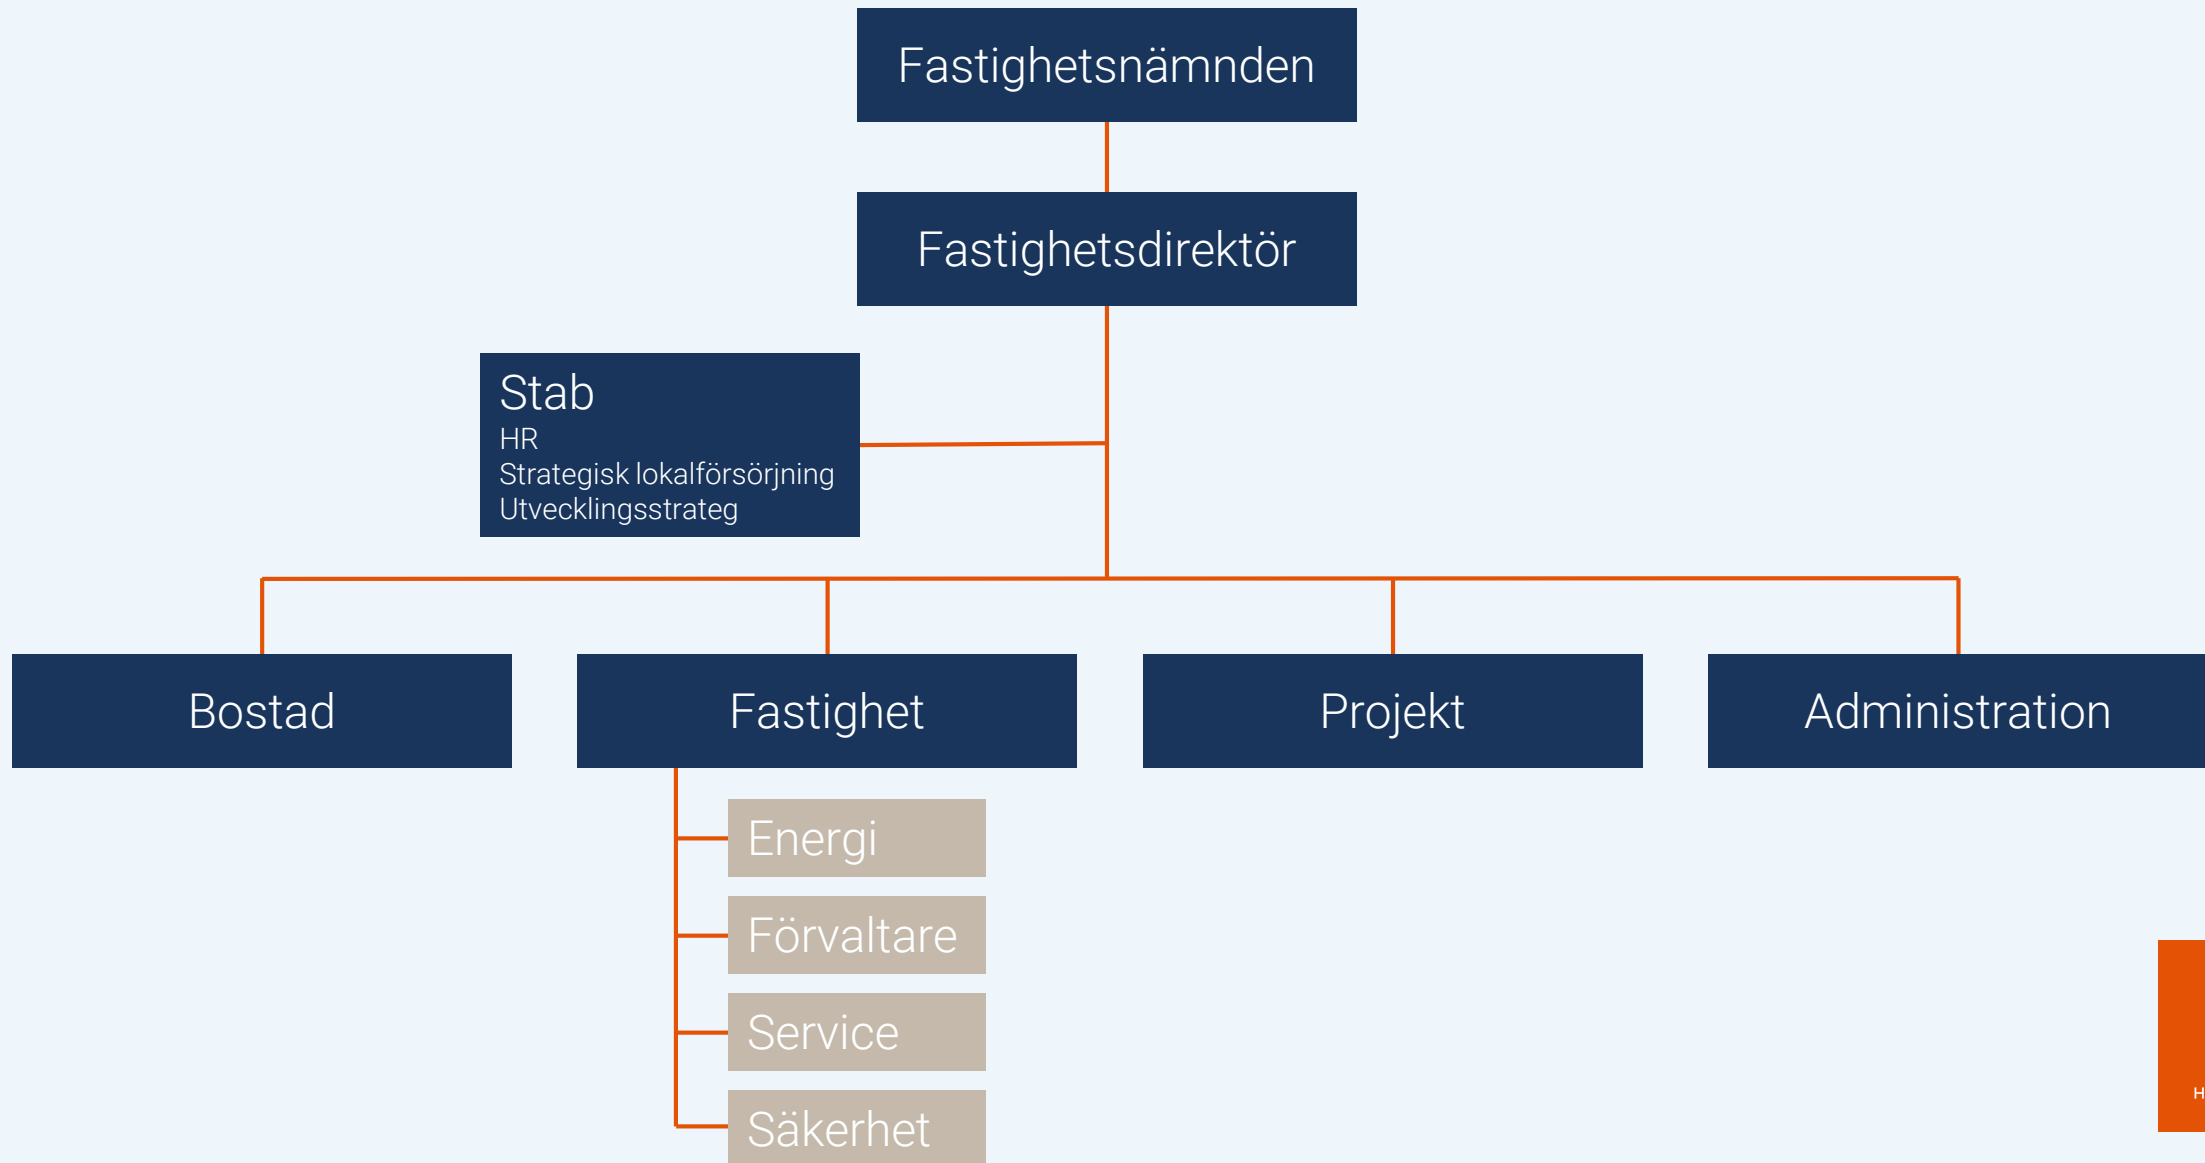 Fastighetsnämnden
Fastighetsdirektör
Stab
HR
Strategisk lokalförsörjning
Utvecklingsstrateg
Bostad
Fastighet
Projekt
Administration
Energi
Förvaltare
Service
Säkerhet